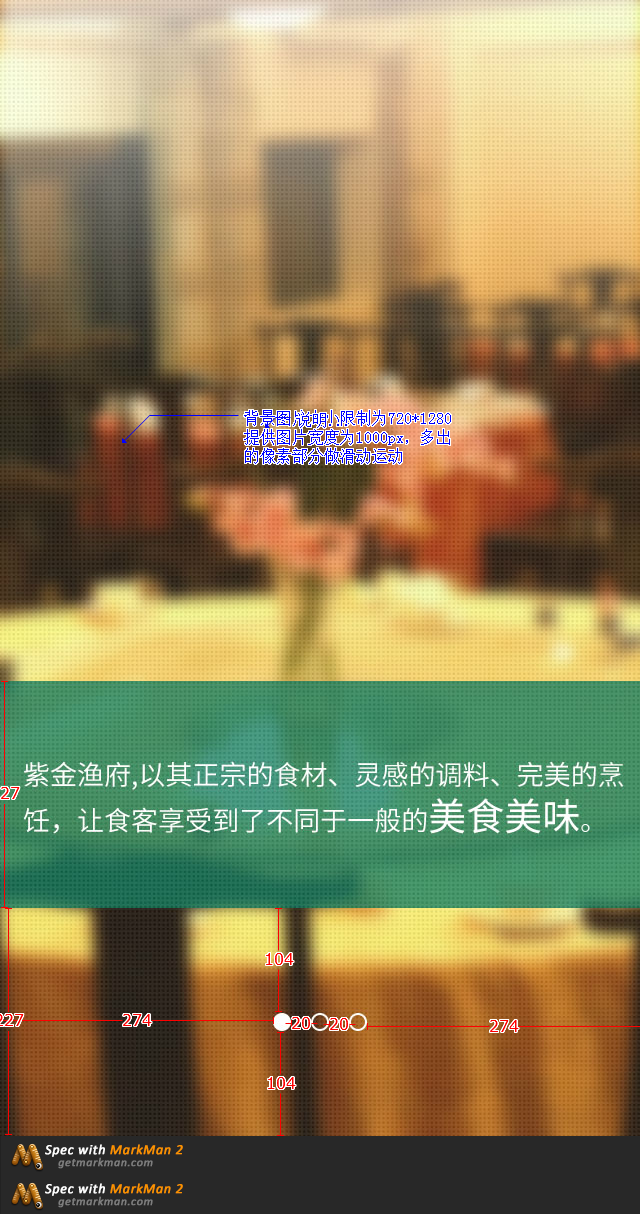 背景图片大小限制为720*1280
提供图片宽度为1000px，多出
的像素部分做滑动运动
紫金渔府,以其正宗的食材、灵感的调料、完美的烹
饪，让食客享受到了不同于一般的美食美味。
27
104
227
274
20
20
274
104
Spec with MarkMan 2
getmarkman.com
Spec with MarkMan 2
getmarkman.com